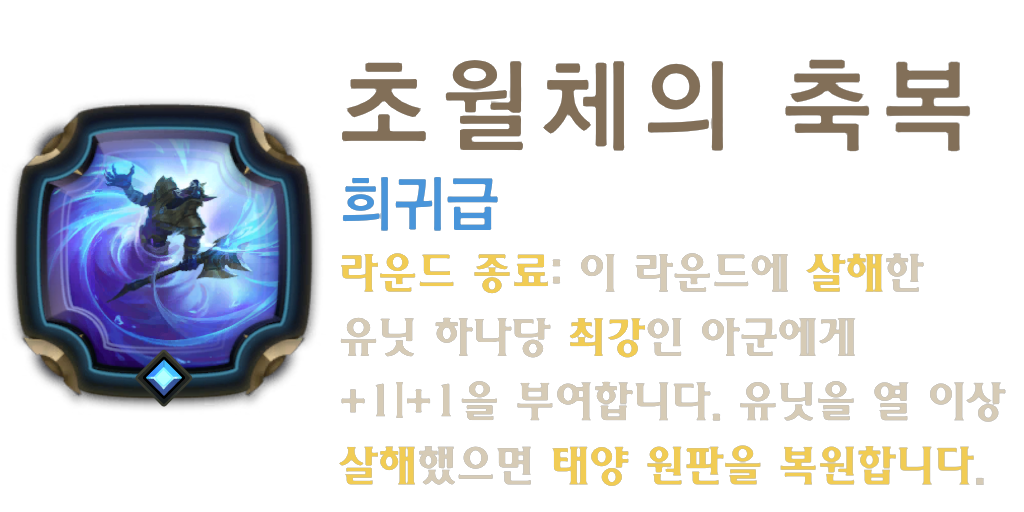 초월체의 축복
희귀급
라운드 종료: 이 라운드에 살해한
유닛 하나당 최강인 아군에게
+1|+1을 부여합니다. 유닛을 열 이상
살해했으면 태양 원판을 복원합니다.